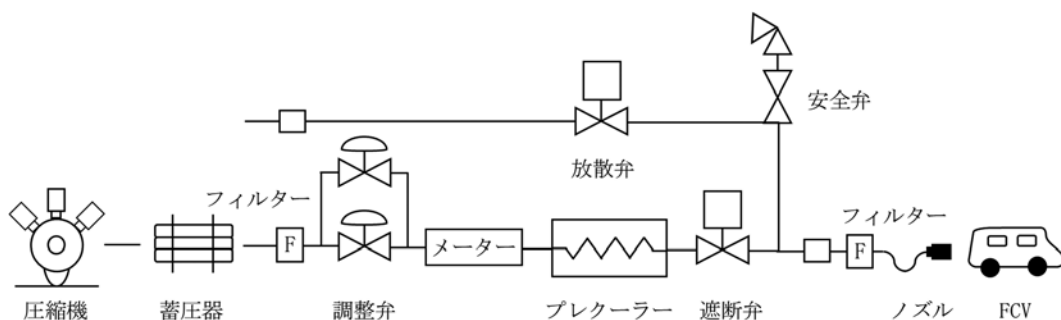 安全弁
放散弁
フィルター
フィルター
F
メーター
F
圧縮機
蓄圧器
調整弁
プレクーラー
遮断弁
ノズル
FCV